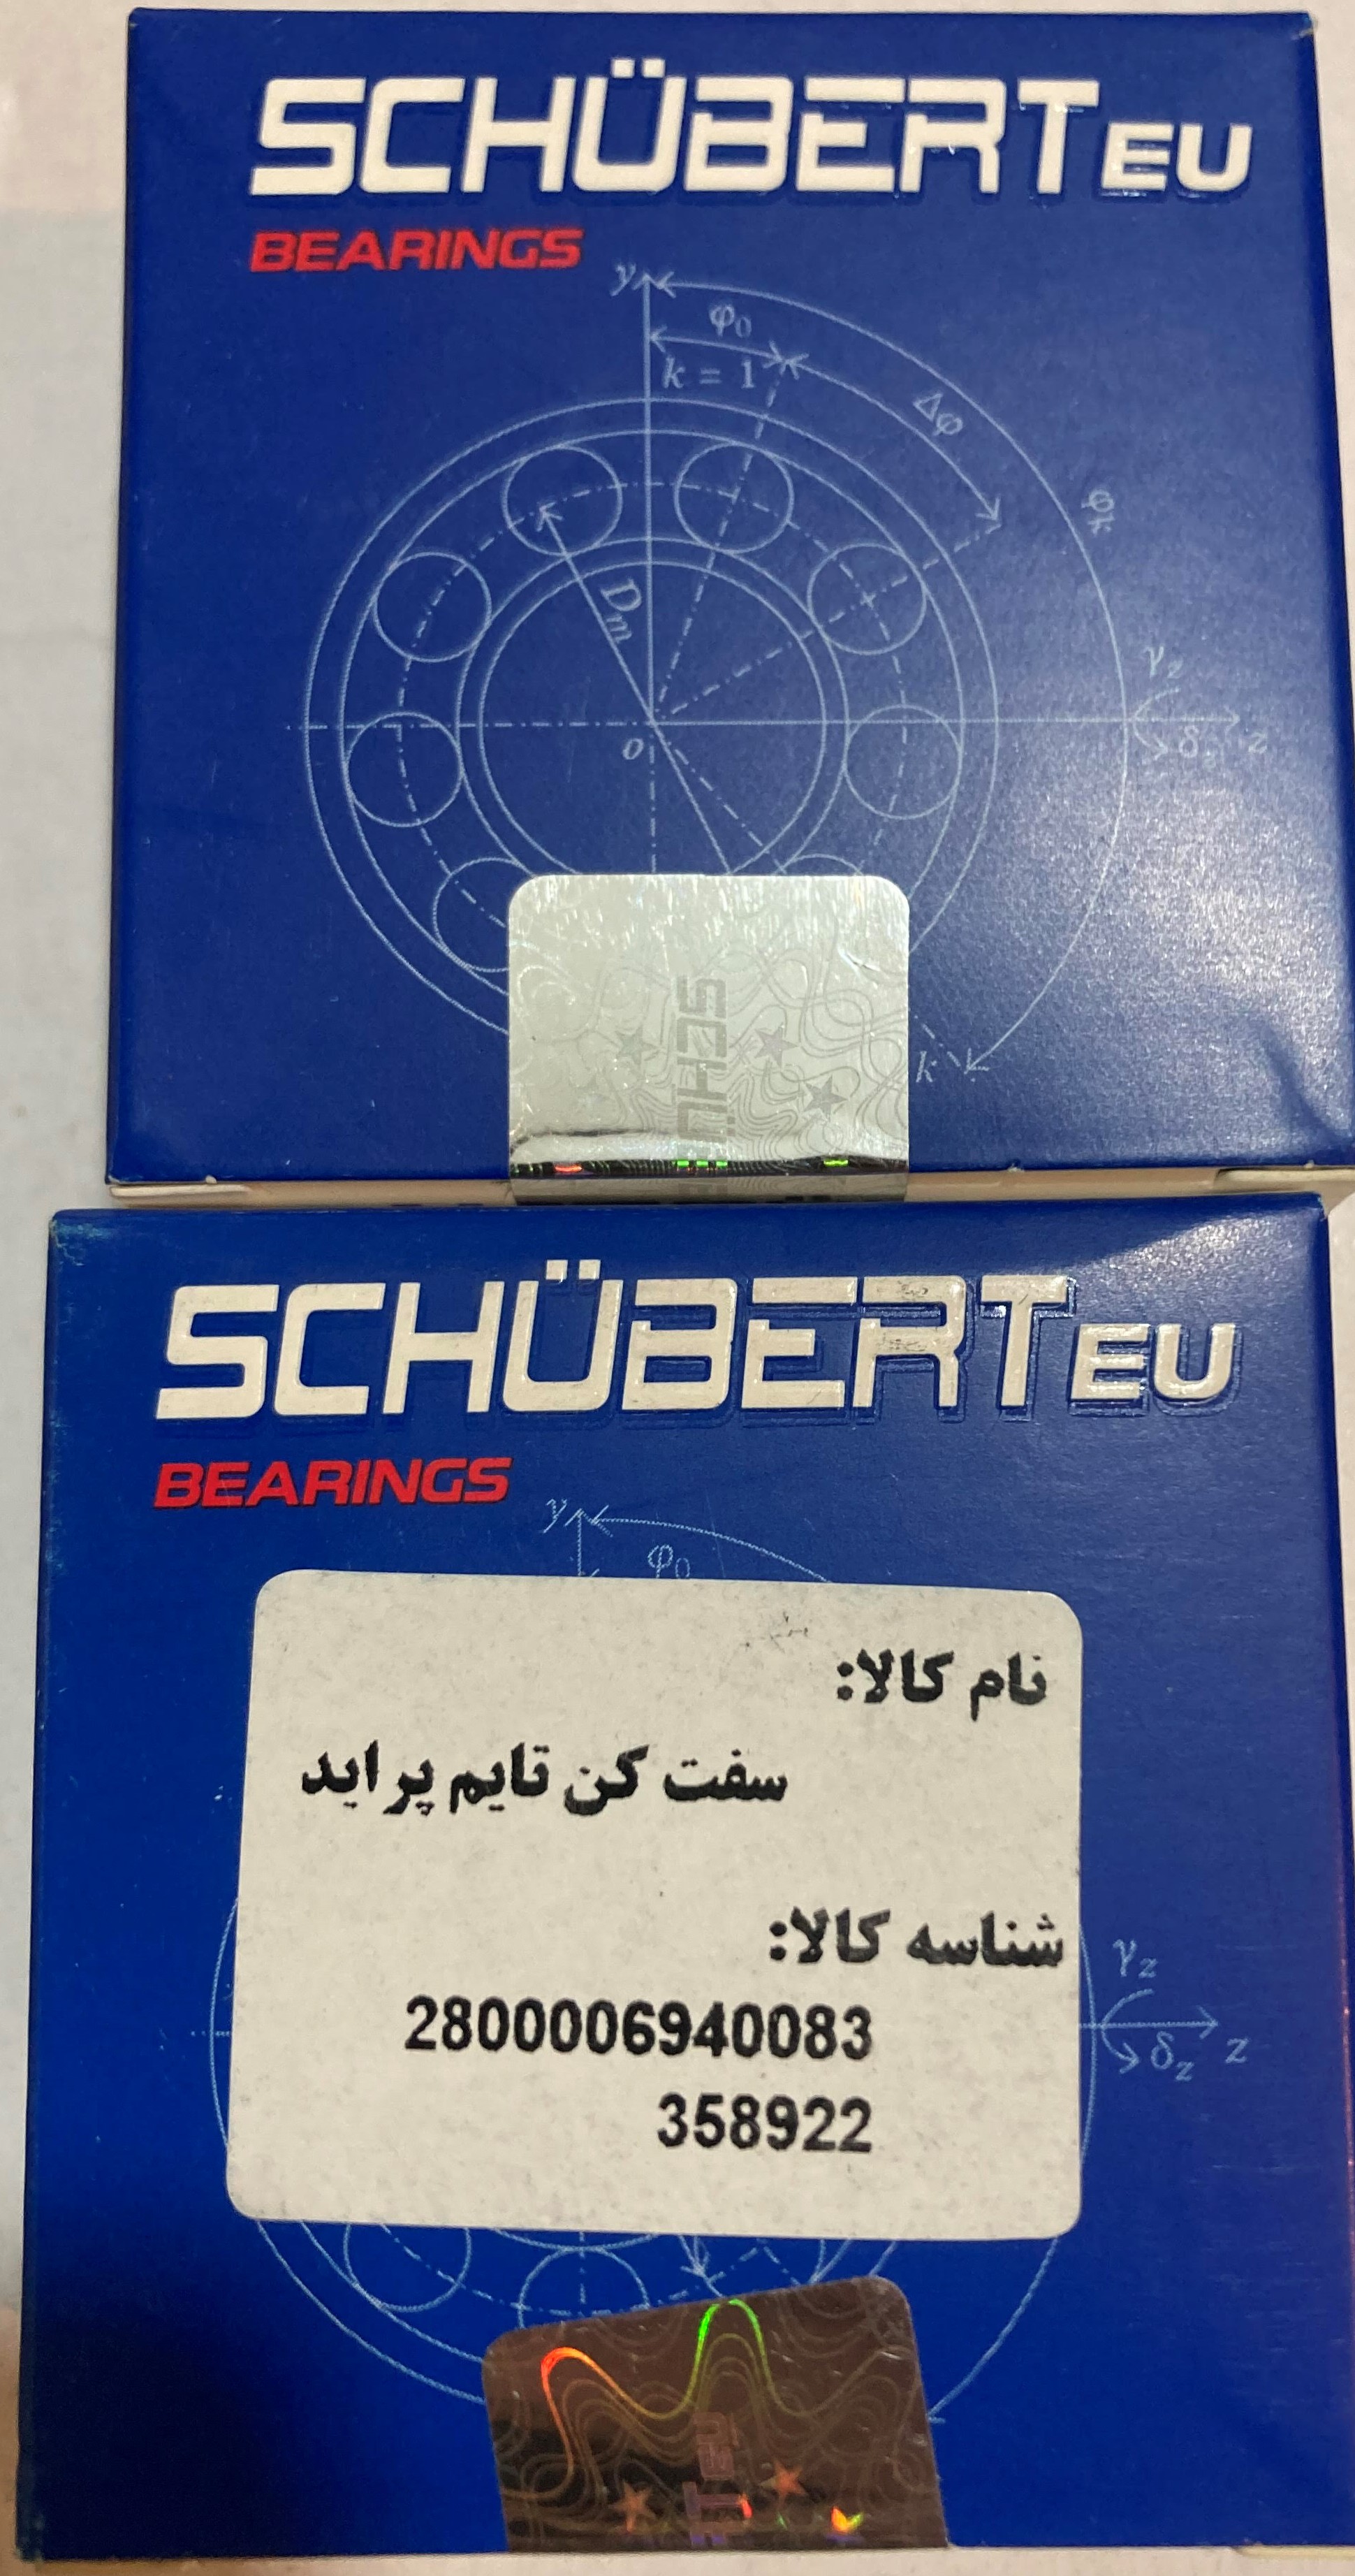 SCHÜBERT EU
BEARINGS
y
φ0
k = 1
Δφ
φk
Dm
γz
o
δz z
SCHÜ
k
SCHÜBERT EU
BEARINGS
y
φ0
نام کالا:
سفت کن تایم پراید
شناسه کالا:
2800006940083
358922
γz
δz z